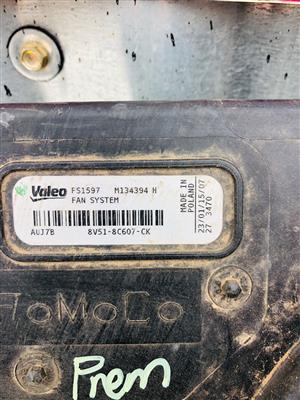 Valeo FS1597 M134394 H
FAN SYSTEM
AUJ7B 8V51-8C607-CK
MADE IN
POLAND
23/01/15/07
27 3470
FoMoCo
Prem